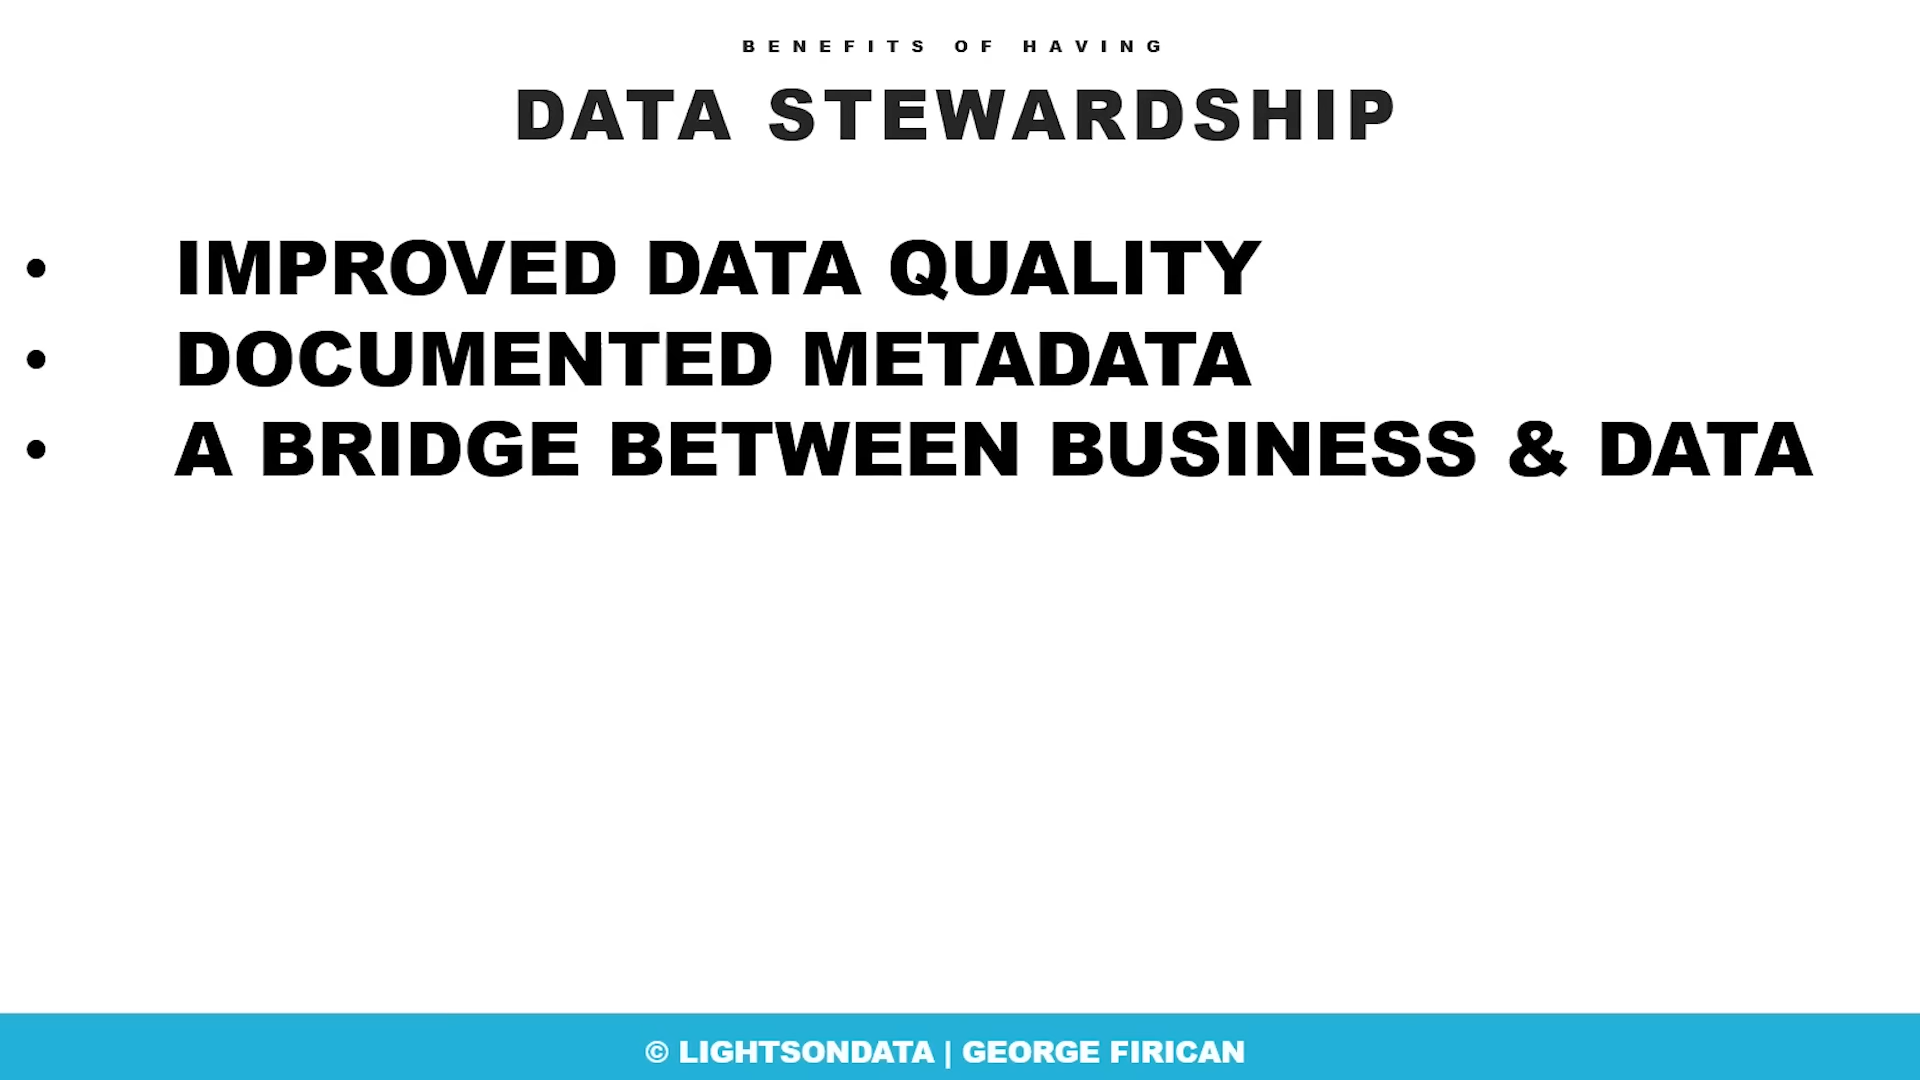 BENEFITS OF HAVING
DATA STEWARDSHIP
• IMPROVED DATA QUALITY
• DOCUMENTED METADATA
• A BRIDGE BETWEEN BUSINESS & DATA
© LIGHTSONDATA | GEORGE FIRICAN